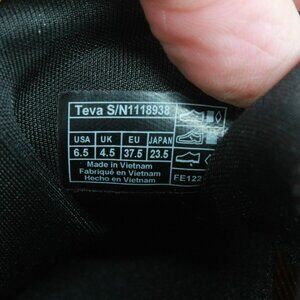 Teva S/N1118938
USA UK EU JAPAN
6.5 4.5 37.5 23.5
Made in Vietnam
Fabriqué en Vietnam
Hecho en Vietnam
FE122